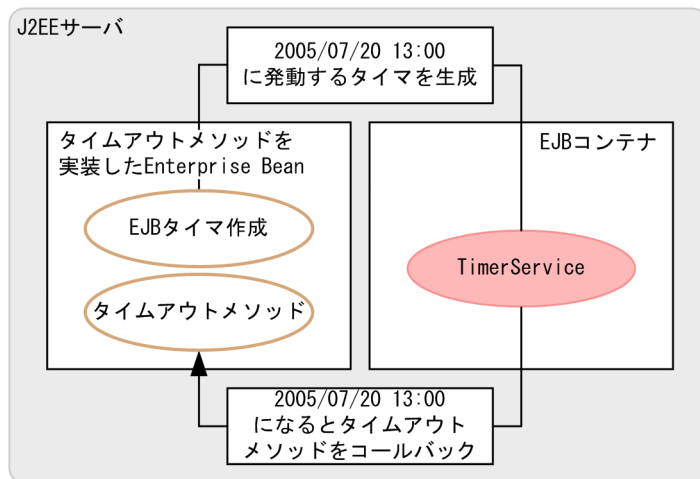 J2EEサーバ
2005/07/20 13:00
に発動するタイマを生成
タイムアウトメソッドを
実装したEnterprise Bean
EJBタイマ作成
タイムアウトメソッド
EJBコンテナ
TimerService
2005/07/20 13:00
になるとタイムアウト
メソッドをコールバック